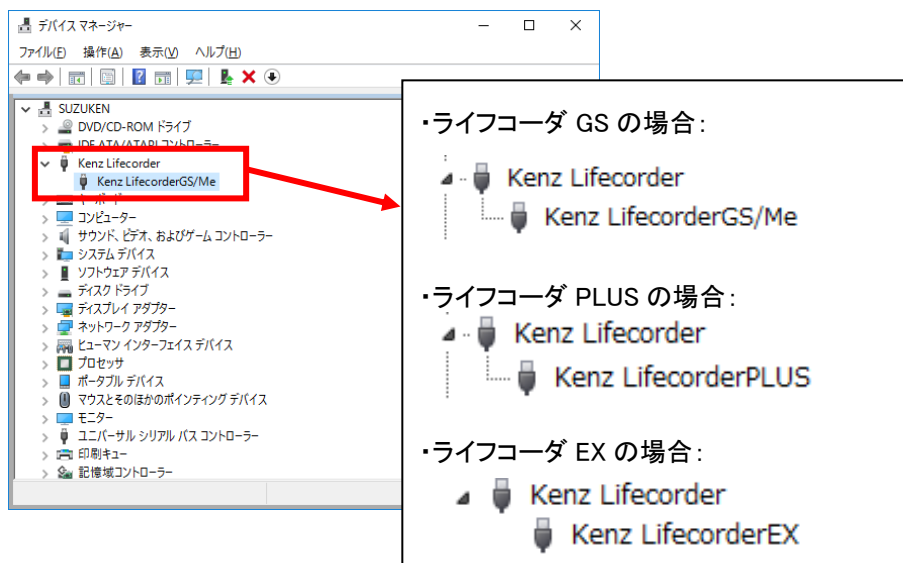 デバイス マネージャー
ファイル(F) 操作(A) 表示(V) ヘルプ(H)
SUZUKEN
DVD/CD-ROM ドライブ
IDE ATA/ATAPI コントローラー
Kenz Lifecorder
Kenz LifecorderGS/Me
キーボード
コンピューター
サウンド、ビデオ、およびゲーム コントローラー
システム デバイス
ソフトウェア デバイス
ディスク ドライブ
ディスプレイ アダプター
ネットワーク アダプター
ヒューマン インターフェイス デバイス
プロセッサ
ポータブル デバイス
マウスとそのほかのポインティング デバイス
モニター
ユニバーサル シリアル バス コントローラー
印刷キュー
記憶域コントローラー
・ライフコーダ GS の場合:
Kenz Lifecorder
Kenz LifecorderGS/Me
・ライフコーダ PLUS の場合:
Kenz Lifecorder
Kenz LifecorderPLUS
・ライフコーダ EX の場合:
Kenz Lifecorder
Kenz LifecorderEX